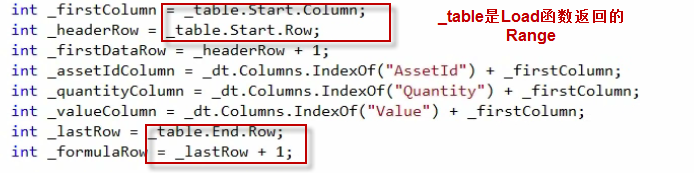 int _firstColumn = _table.Start.Column;
int _headerRow = _table.Start.Row;
int _firstDataRow = _headerRow + 1;
int _assetIdColumn = _dt.Columns.IndexOf("AssetId") + _firstColumn;
int _quantityColumn = _dt.Columns.IndexOf("Quantity") + _firstColumn;
int _valueColumn = _dt.Columns.IndexOf("Value") + _firstColumn;
int _lastRow = _table.End.Row;
int _formulaRow = _lastRow + 1;
_table是Load函数返回的
Range